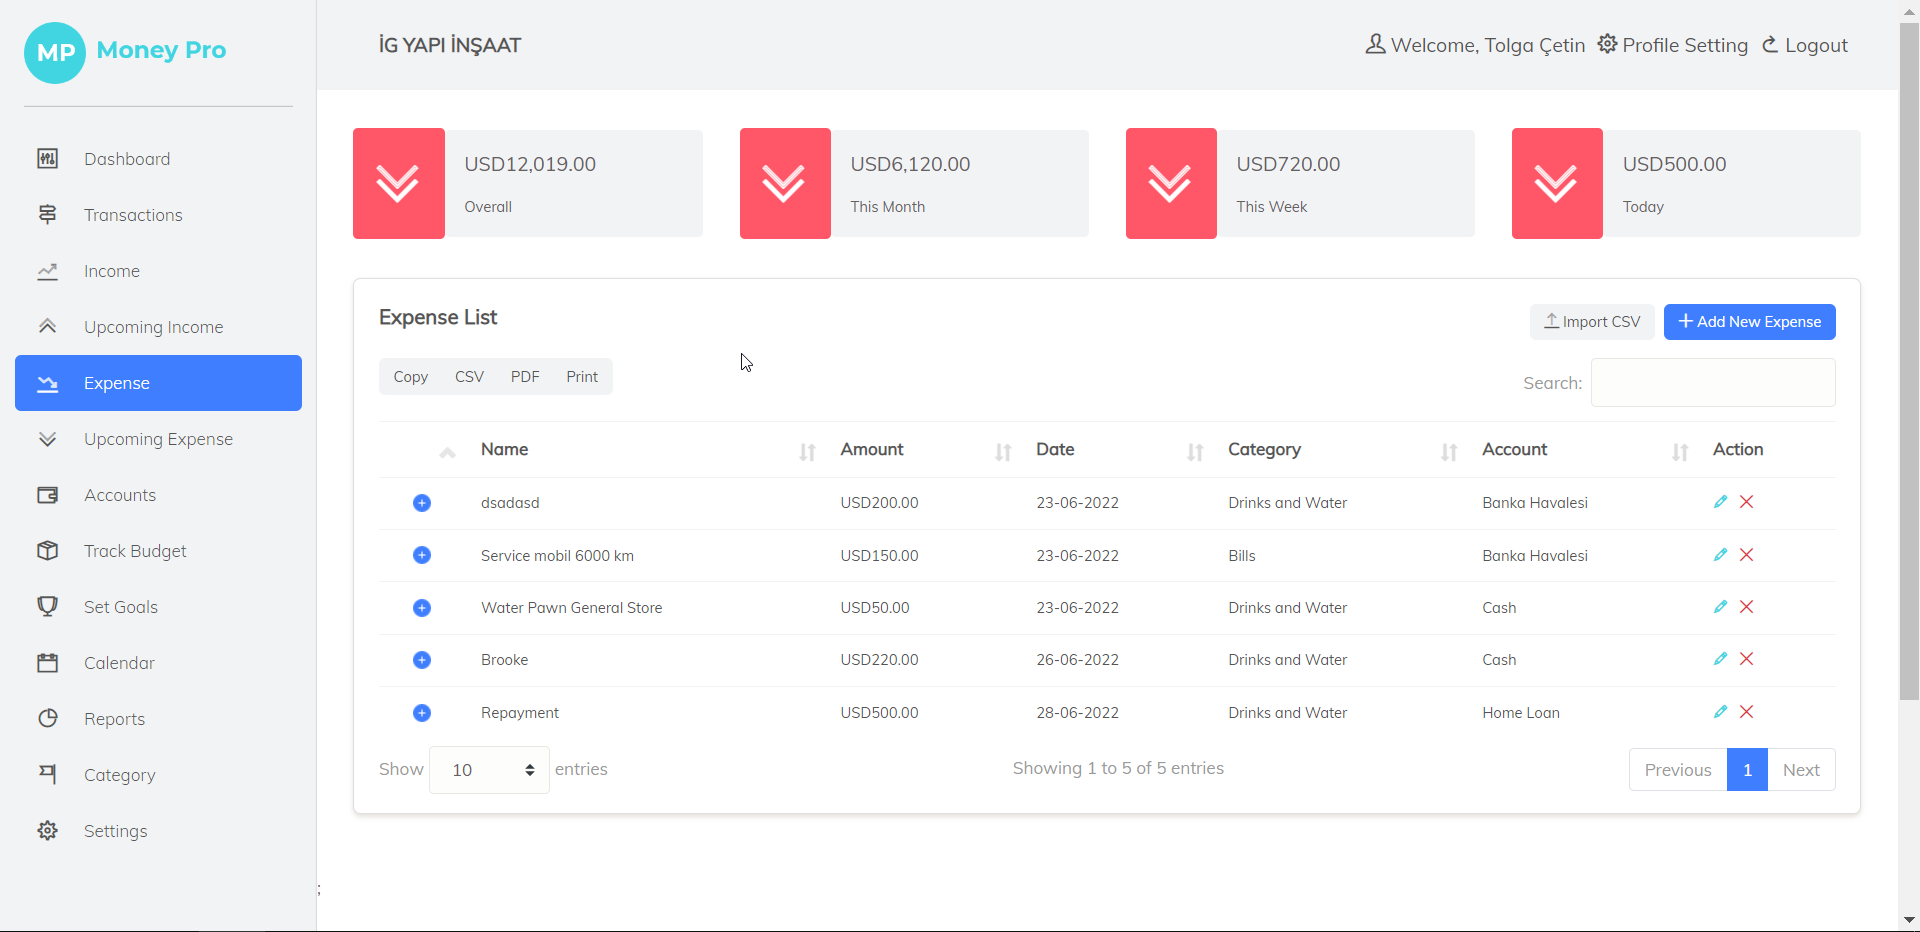 MP Money Pro
İG YAPI İNŞAAT
Welcome, Tolga Çetin Profile Setting Logout
Dashboard
Transactions
Income
Upcoming Income
Expense
Upcoming Expense
Accounts
Track Budget
Set Goals
Calendar
Reports
Category
Settings
USD12,019.00
Overall
USD6,120.00
This Month
USD720.00
This Week
USD500.00
Today
Expense List
Import CSV
Add New Expense
Copy CSV PDF Print
Search:
Name Amount Date Category Account Action
dsadasd USD200.00 23-06-2022 Drinks and Water Banka Havalesi
Service mobil 6000 km USD150.00 23-06-2022 Bills Banka Havalesi
Water Pawn General Store USD50.00 23-06-2022 Drinks and Water Cash
Brooke USD220.00 26-06-2022 Drinks and Water Cash
Repayment USD500.00 28-06-2022 Drinks and Water Home Loan
Show 10 entries
Showing 1 to 5 of 5 entries
Previous 1 Next
;